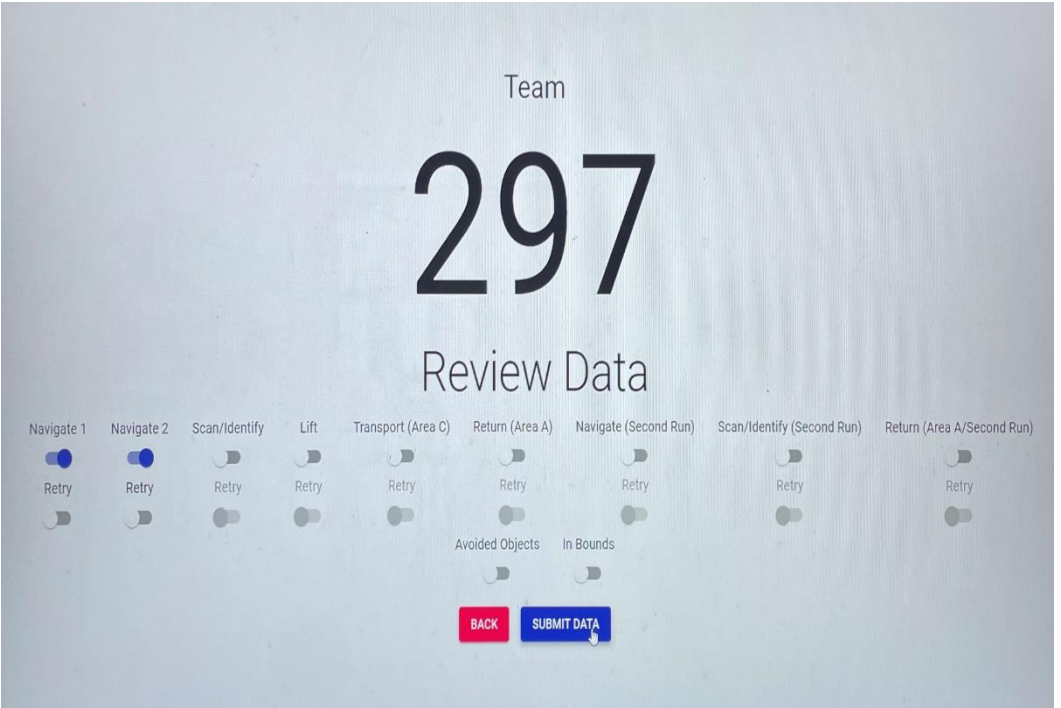 Team
297
Review Data
Navigate 1 Navigate 2 Scan/Identify Lift Transport (Area C) Return (Area A) Navigate (Second Run) Scan/Identify (Second Run) Return (Area A/Second Run)
Retry Retry Retry Retry Retry Retry Retry Retry Retry
Avoided Objects In Bounds
BACK SUBMIT DATA